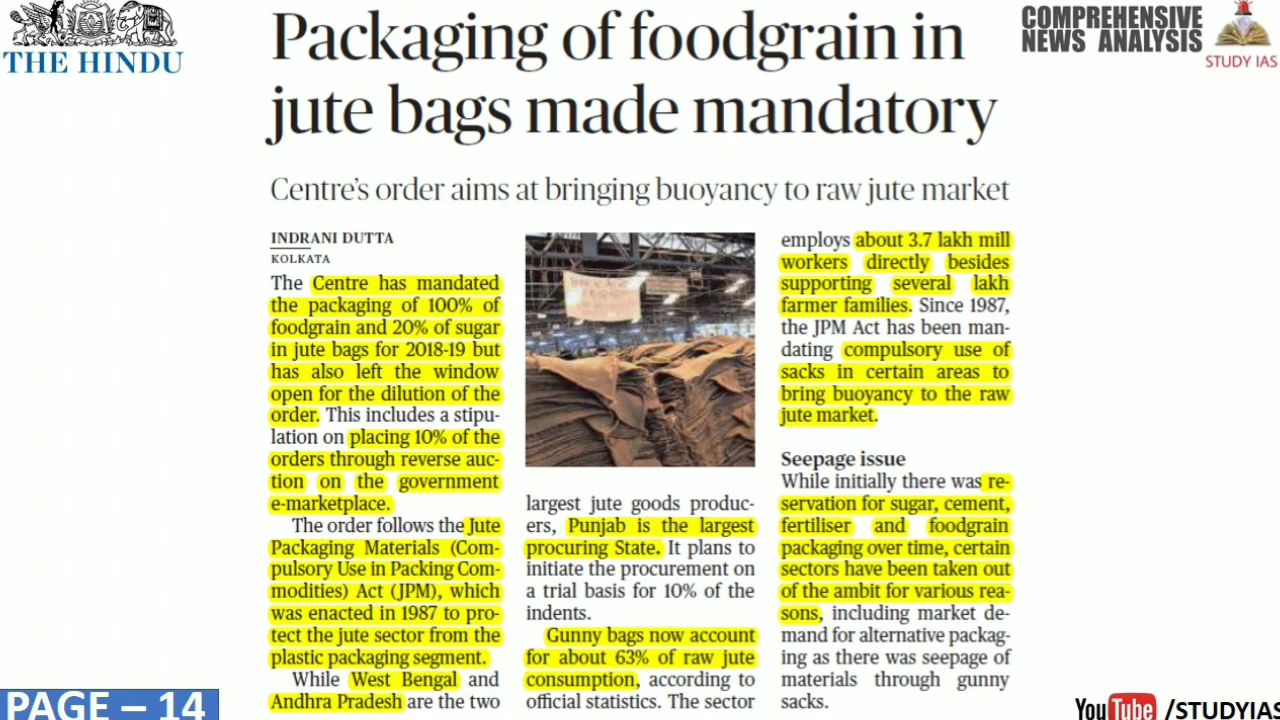 THE HINDU
COMPREHENSIVE
NEWS ANALYSIS
STUDY IAS
Packaging of foodgrain in
jute bags made mandatory
Centre's order aims at bringing buoyancy to raw jute market
INDRANI DUTTA
KOLKATA
The Centre has mandated
the packaging of 100% of
foodgrain and 20% of sugar
in jute bags for 2018-19 but
has also left the window
open for the dilution of the
order. This includes a stipu-
lation on placing 10% of the
orders through reverse auc-
tion on the government
e-marketplace.
The order follows the Jute
Packaging Materials (Com-
pulsory Use in Packing Com-
modities) Act (JPM), which
was enacted in 1987 to pro-
tect the jute sector from the
plastic packaging segment.
While West Bengal and
Andhra Pradesh are the two
largest jute goods produc-
ers, Punjab is the largest
procuring State. It plans to
initiate the procurement on
a trial basis for 10% of the
indents.
Gunny bags now account
for about 63% of raw jute
consumption, according to
official statistics. The sector
employs about 3.7 lakh mill
workers directly besides
supporting several lakh
farmer families. Since 1987,
the JPM Act has been man-
dating compulsory use of
sacks in certain areas to
bring buoyancy to the raw
jute market.
Seepage issue
While initially there was re-
servation for sugar, cement,
fertiliser and foodgrain
packaging over time, certain
sectors have been taken out
of the ambit for various rea-
sons, including market de-
mand for alternative packag-
ing as there was seepage of
materials through gunny
sacks.
PAGE – 14
YouTube /STUDYIAS